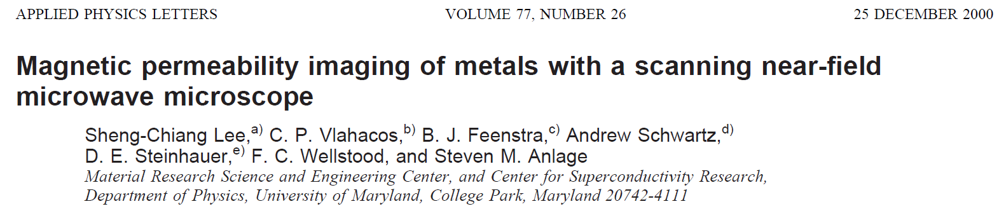 APPLIED PHYSICS LETTERS VOLUME 77, NUMBER 26 25 DECEMBER 2000
Magnetic permeability imaging of metals with a scanning near-field
microwave microscope
Sheng-Chiang Lee,a) C. P. Vlahacos,b) B. J. Feenstra,c) Andrew Schwartz,d)
D. E. Steinhauer,e) F. C. Wellstood, and Steven M. Anlage
Material Research Science and Engineering Center, and Center for Superconductivity Research,
Department of Physics, University of Maryland, College Park, Maryland 20742-4111